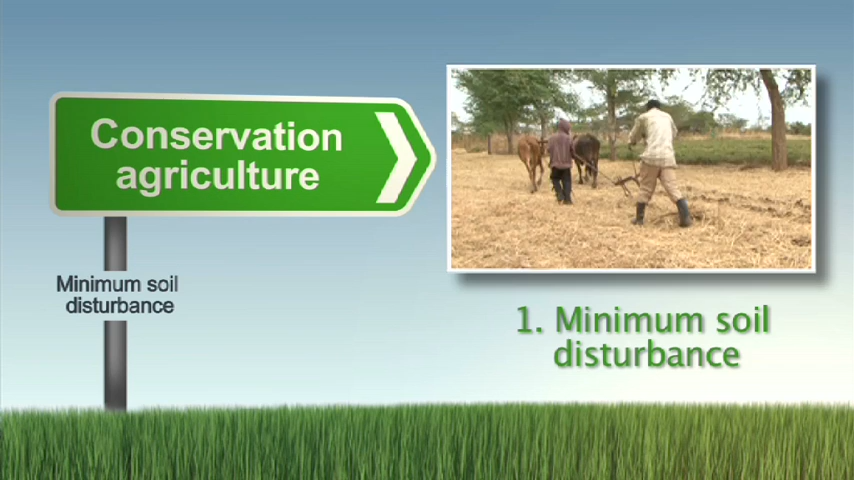 Conservation
agriculture
Minimum soil
disturbance
1. Minimum soil
disturbance